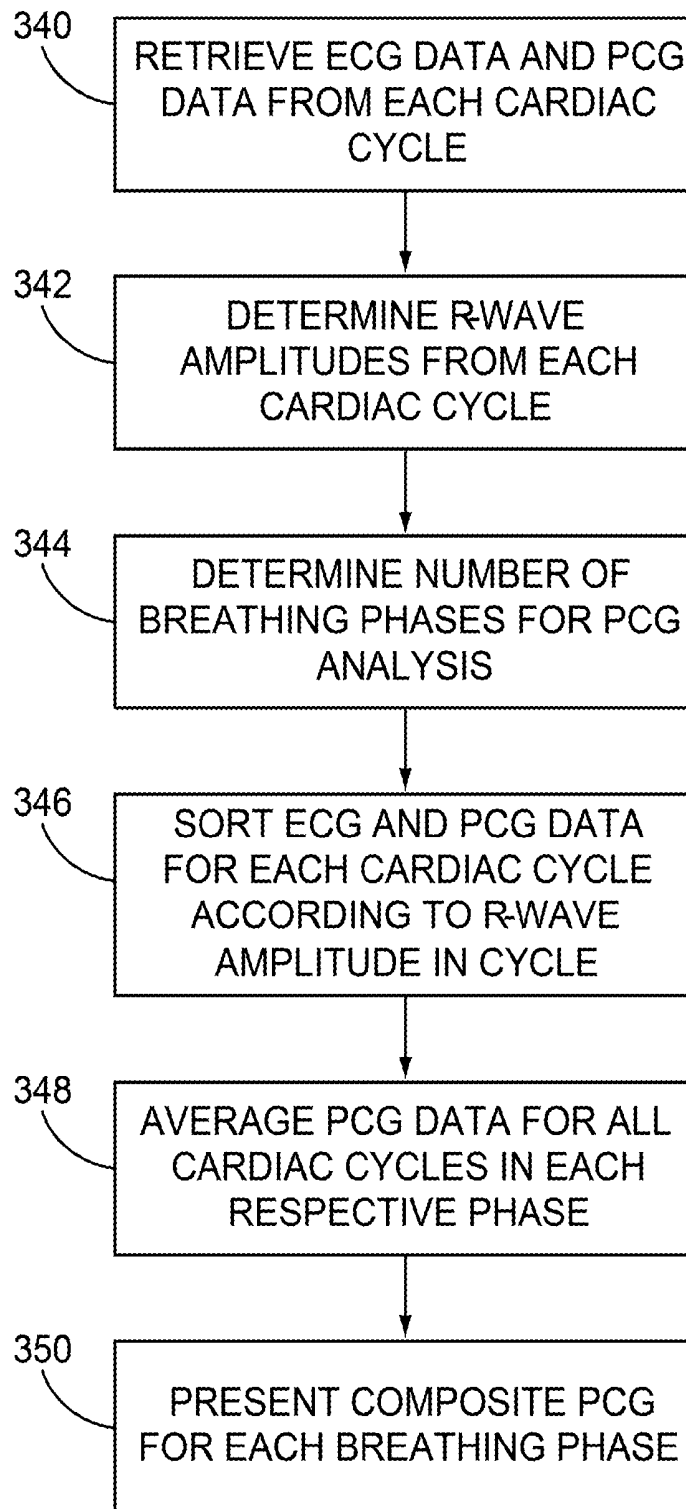 340
RETRIEVE ECG DATA AND PCG
DATA FROM EACH CARDIAC
CYCLE
342
DETERMINE R-WAVE
AMPLITUDES FROM EACH
CARDIAC CYCLE
344
DETERMINE NUMBER OF
BREATHING PHASES FOR PCG
ANALYSIS
346
SORT ECG AND PCG DATA
FOR EACH CARDIAC CYCLE
ACCORDING TO R-WAVE
AMPLITUDE IN CYCLE
348
AVERAGE PCG DATA FOR ALL
CARDIAC CYCLES IN EACH
RESPECTIVE PHASE
350
PRESENT COMPOSITE PCG
FOR EACH BREATHING PHASE